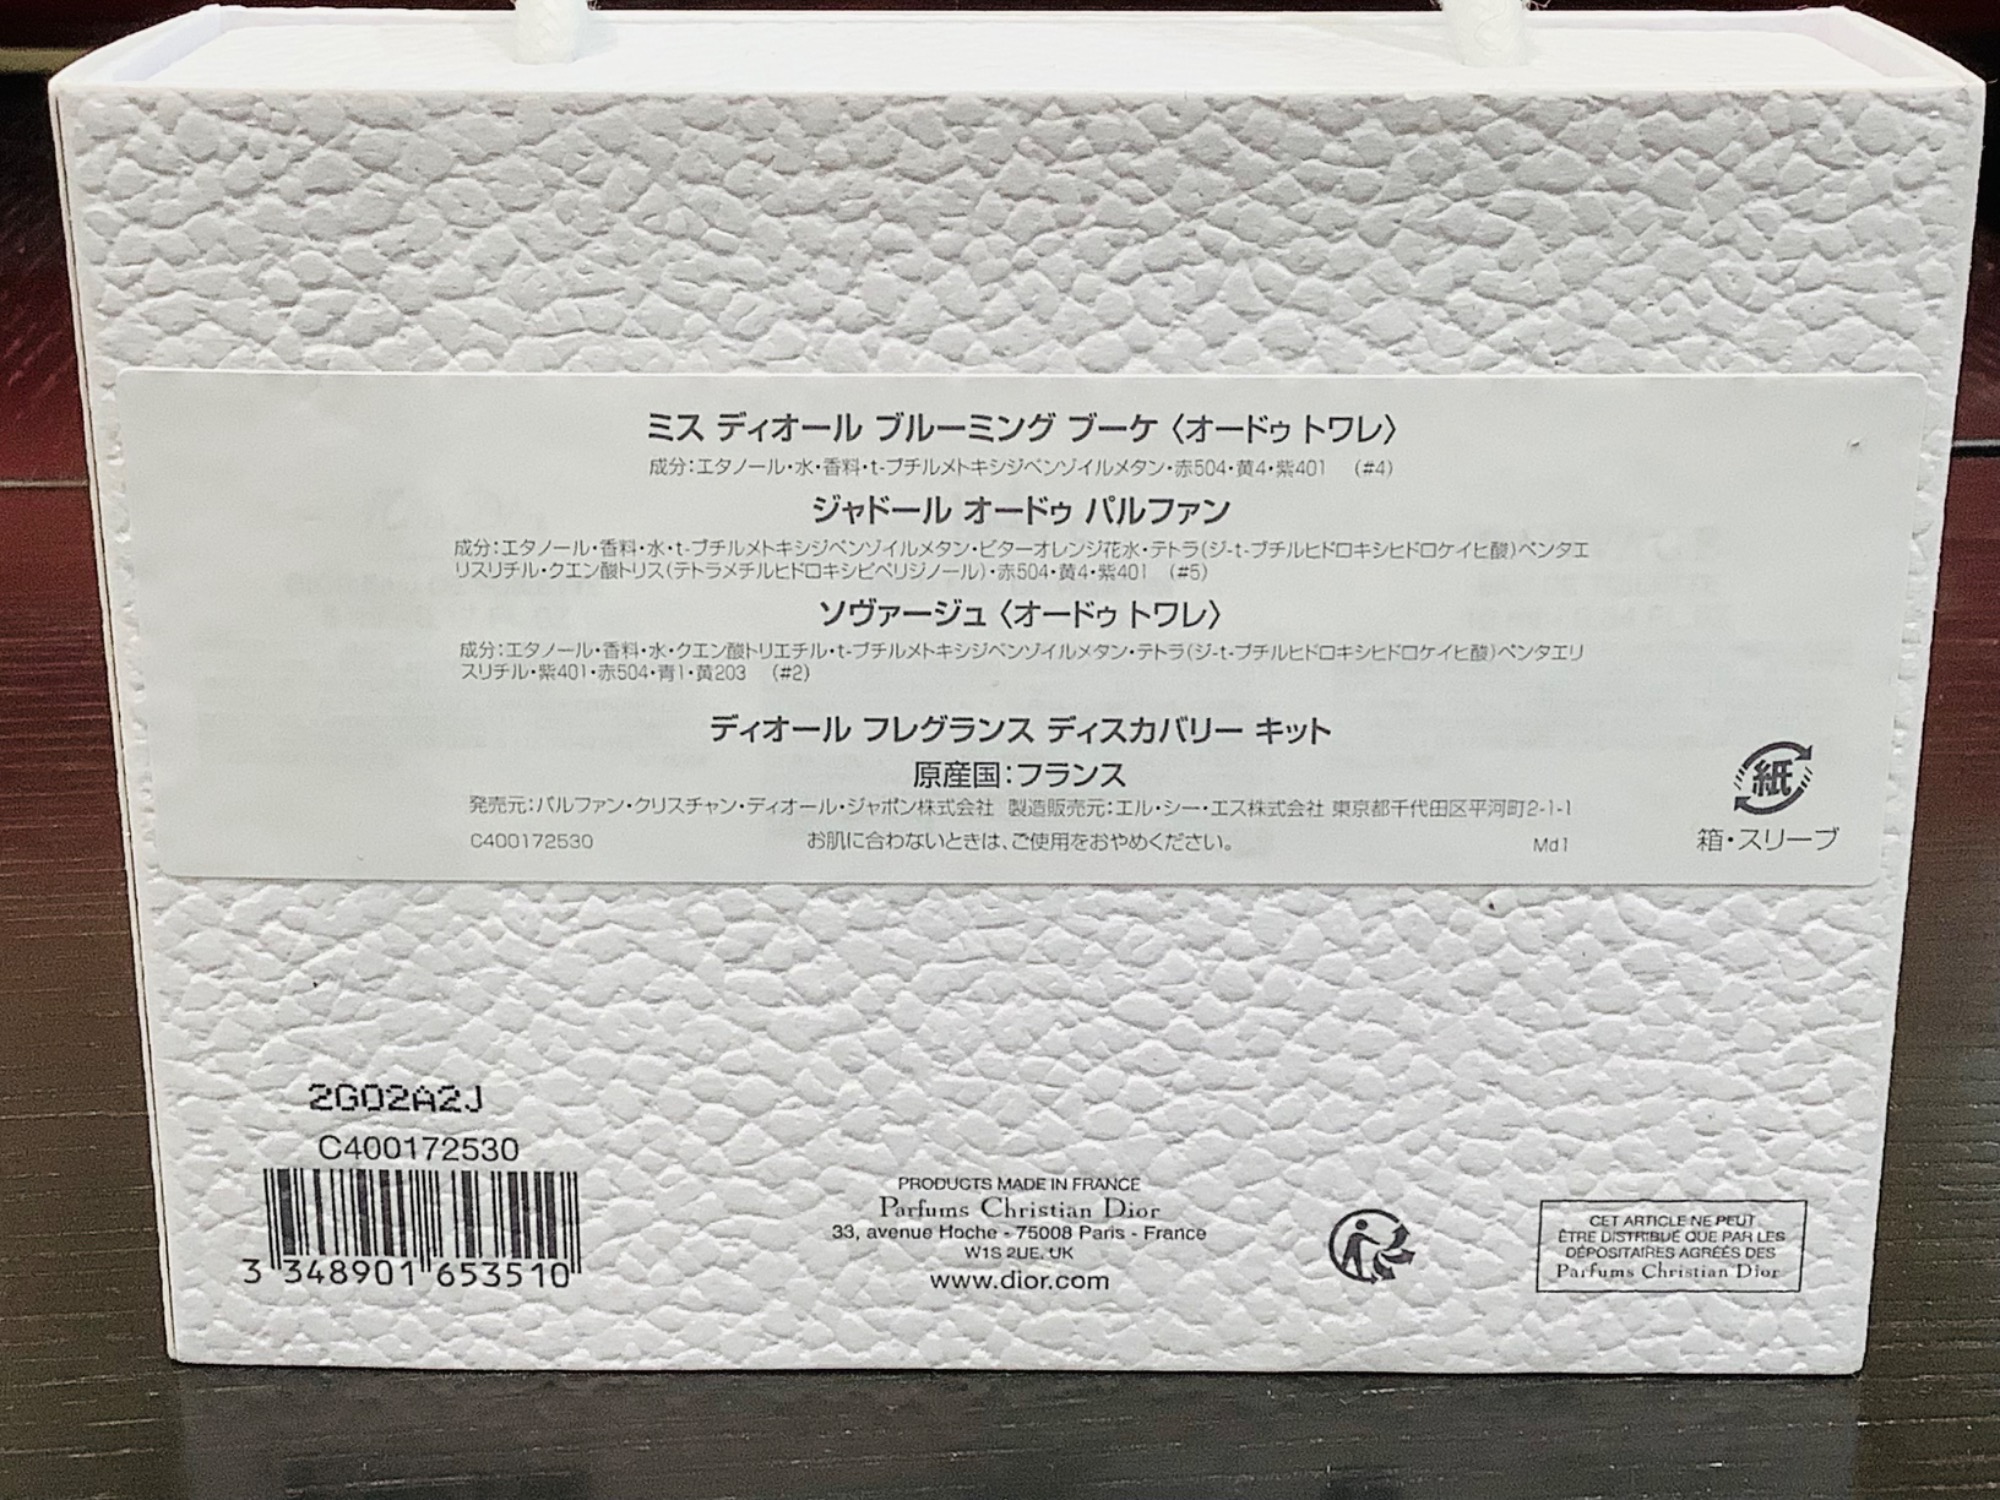 ミス ディオール ブルーミング ブーケ〈オードゥ トワレ〉
成分：エタノール・水・香料・t-ブチルメトキシジベンゾイルメタン・赤504・黄4・紫401 （#4）
ジャドール オードゥ パルファン
成分：エタノール・香料・水・t-ブチルメトキシジベンゾイルメタン・ビターオレンジ花水・テトラ(ジ-t-ブチルヒドロキシヒドロケイヒ酸)ペンタエ
リスリチル・クエン酸トリス(テトラメチルヒドロキシピペリジノール)・赤504・黄4・紫401 （#5）
ソヴァージュ〈オードゥ トワレ〉
成分：エタノール・香料・水・クエン酸トリエチル・t-ブチルメトキシジベンゾイルメタン・テトラ(ジ-t-ブチルヒドロキシヒドロケイヒ酸)ペンタエリ
スリチル・紫401・赤504・青1・黄203 （#2）
ディオール フレグランス ディスカバリー キット
原産国：フランス
発売元：パルファン・クリスチャン・ディオール・ジャポン株式会社 製造販売元：エル・シー・エス株式会社 東京都千代田区平河町2-1-1
C400172530 お肌に合わないときは、ご使用をおやめください。 Md1
紙
箱・スリーブ
2G02A2J
C400172530
3 348901 653510
PRODUCTS MADE IN FRANCE
Parfums Christian Dior
33, avenue Hoche - 75008 Paris - France
W1S 2UE. UK
www.dior.com
CET ARTICLE NE PEUT
ÊTRE DISTRIBUÉ QUE PAR LES
DÉPOSITAIRES AGRÉÉS DES
Parfums Christian Dior